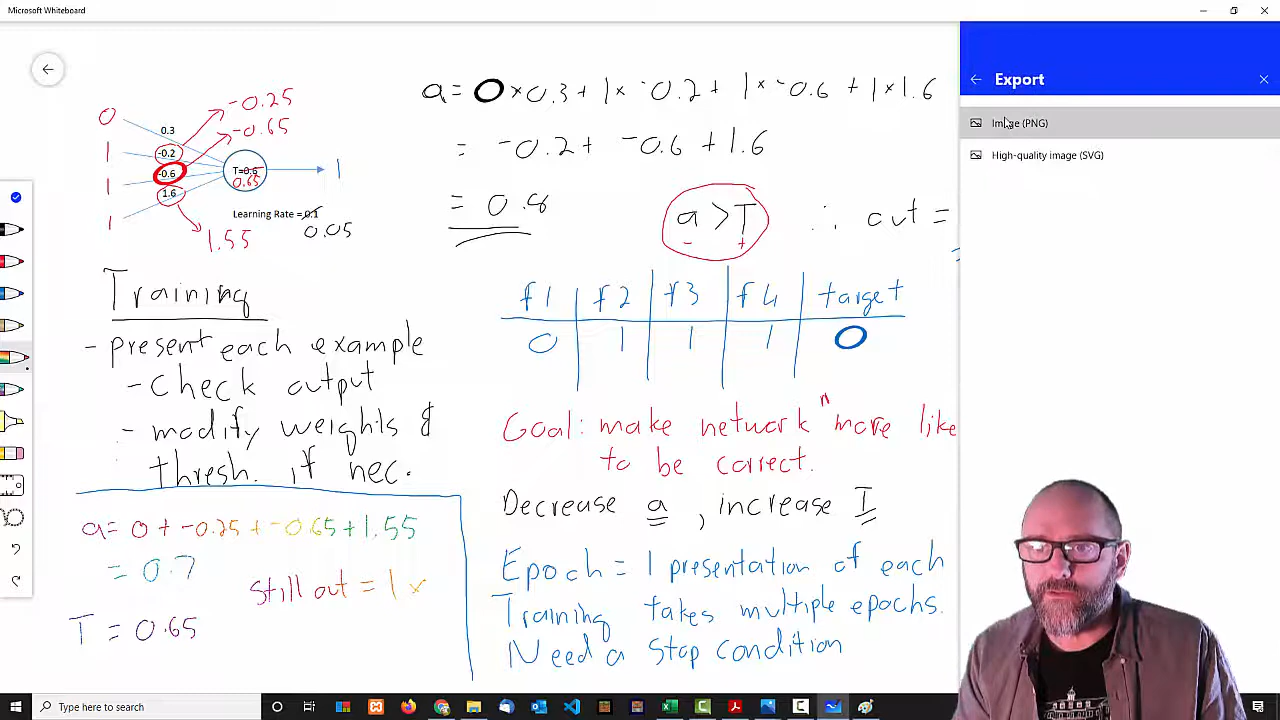 Microsoft Whiteboard
Export
Image (PNG)
High-quality image (SVG)
0
1
1
1
0.3
-0.2
-0.6
1.6
-0.25
-0.65
1.55
T=0.6
0.65
1
Learning Rate = 0.1
0.05
a= 0×0.3 + 1× -0.2 + 1× -0.6 + 1×1.6
= -0.2 + -0.6 + 1.6
= 0.8
a > T
- +
∴ out =
Training
- present each example
- Check output
- modify weights &
thresh. if nec.
f1 f2 f3 f4 target
0 1 1 1 0
Goal: make network "more like
to be correct.
Decrease a, increase T
a= 0 + -0.25 + -0.65 + 1.55
= 0.7
Still out = 1 ×
T = 0.65
Epoch = 1 presentation of each
Training takes multiple epochs.
Need a stop condition
Type here to search